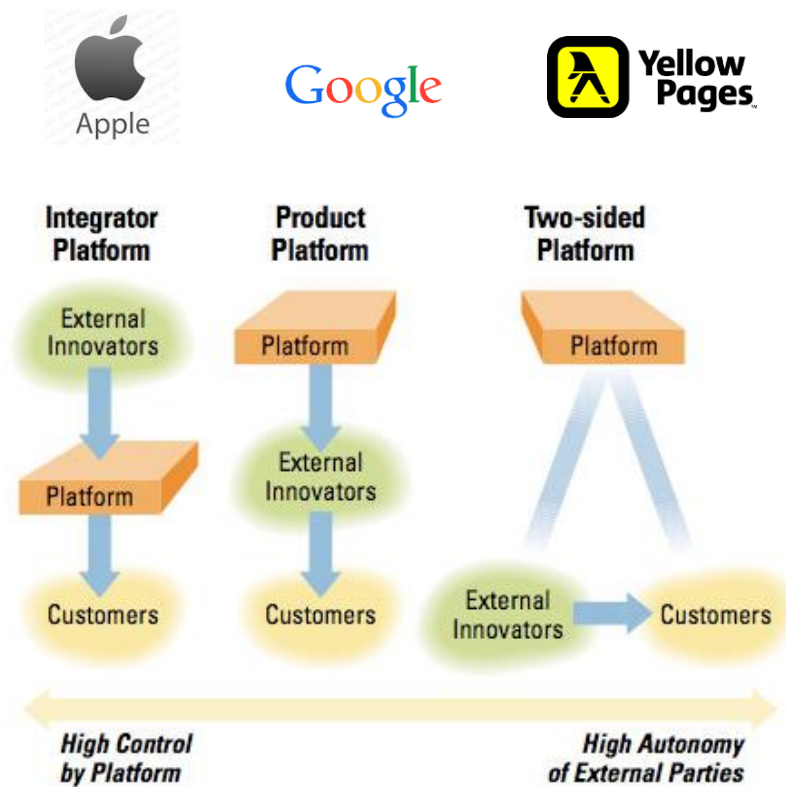 Apple
Google
Yellow
Pages
TM
Integrator
Platform
Product
Platform
Two-sided
Platform
External
Innovators
Platform
Customers
Platform
External
Innovators
Customers
Platform
External
Innovators
Customers
High Control
by Platform
High Autonomy
of External Parties